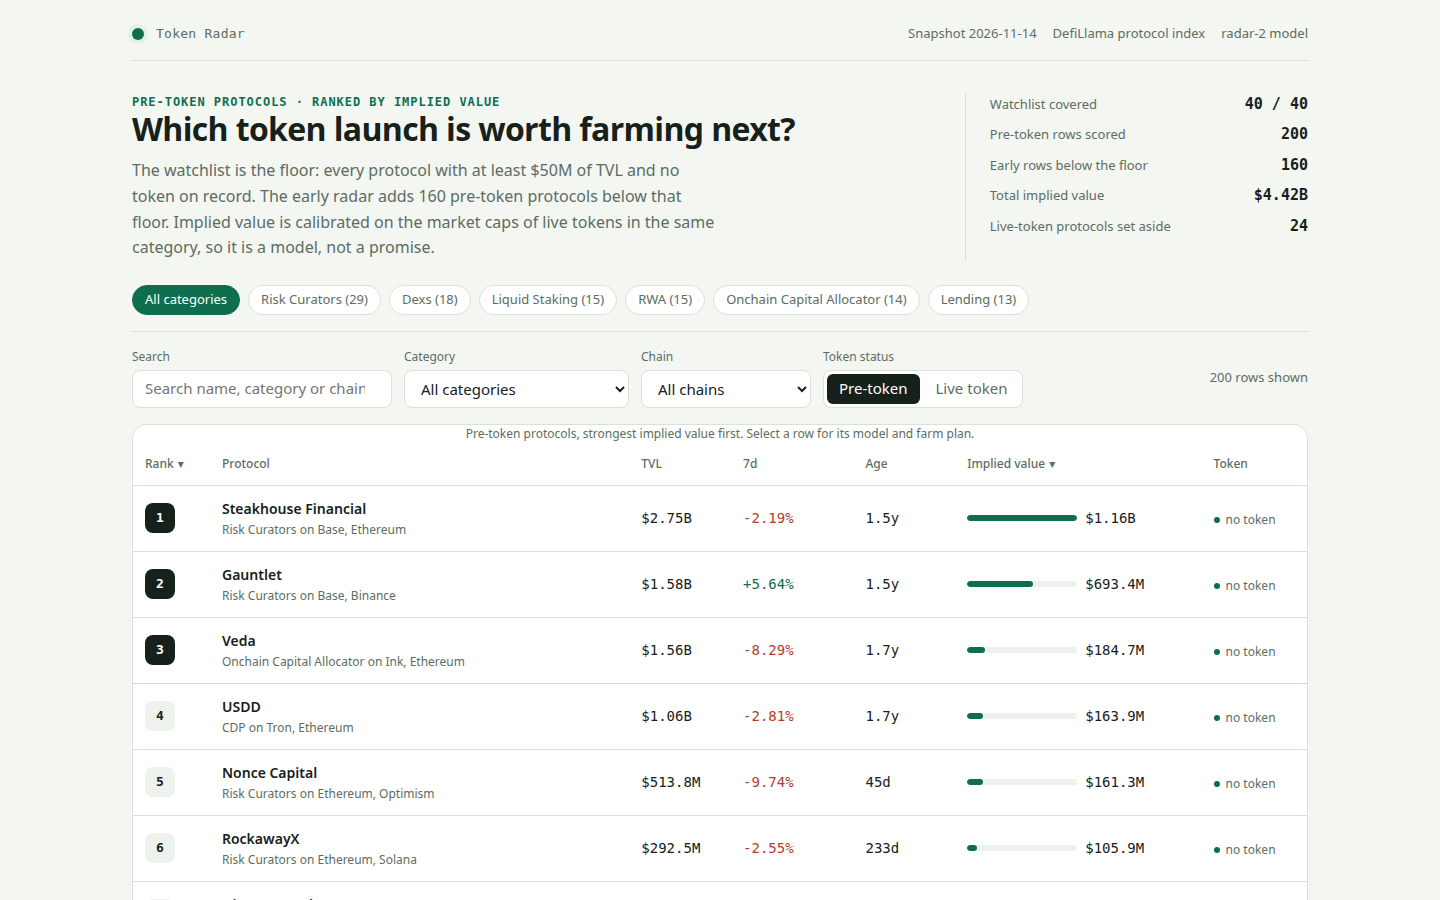 Token Radar
Snapshot 2026-11-14 DefiLlama protocol index radar-2 model
PRE-TOKEN PROTOCOLS · RANKED BY IMPLIED VALUE
Which token launch is worth farming next?
The watchlist is the floor: every protocol with at least $50M of TVL and no
token on record. The early radar adds 160 pre-token protocols below that
floor. Implied value is calibrated on the market caps of live tokens in the same
category, so it is a model, not a promise.
Watchlist covered 40 / 40
Pre-token rows scored 200
Early rows below the floor 160
Total implied value $4.42B
Live-token protocols set aside 24
All categories Risk Curators (29) Dexs (18) Liquid Staking (15) RWA (15) Onchain Capital Allocator (14) Lending (13)
Search Category Chain Token status
Search name, category or chain All categories All chains Pre-token Live token 200 rows shown
Pre-token protocols, strongest implied value first. Select a row for its model and farm plan.
Rank ▾ Protocol TVL 7d Age Implied value ▾ Token
1 Steakhouse Financial $2.75B -2.19% 1.5y $1.16B no token
Risk Curators on Base, Ethereum
2 Gauntlet $1.58B +5.64% 1.5y $693.4M no token
Risk Curators on Base, Binance
3 Veda $1.56B -8.29% 1.7y $184.7M no token
Onchain Capital Allocator on Ink, Ethereum
4 USDD $1.06B -2.81% 1.7y $163.9M no token
CDP on Tron, Ethereum
5 Nonce Capital $513.8M -9.74% 45d $161.3M no token
Risk Curators on Ethereum, Optimism
6 RockawayX $292.5M -2.55% 233d $105.9M no token
Risk Curators on Ethereum, Solana